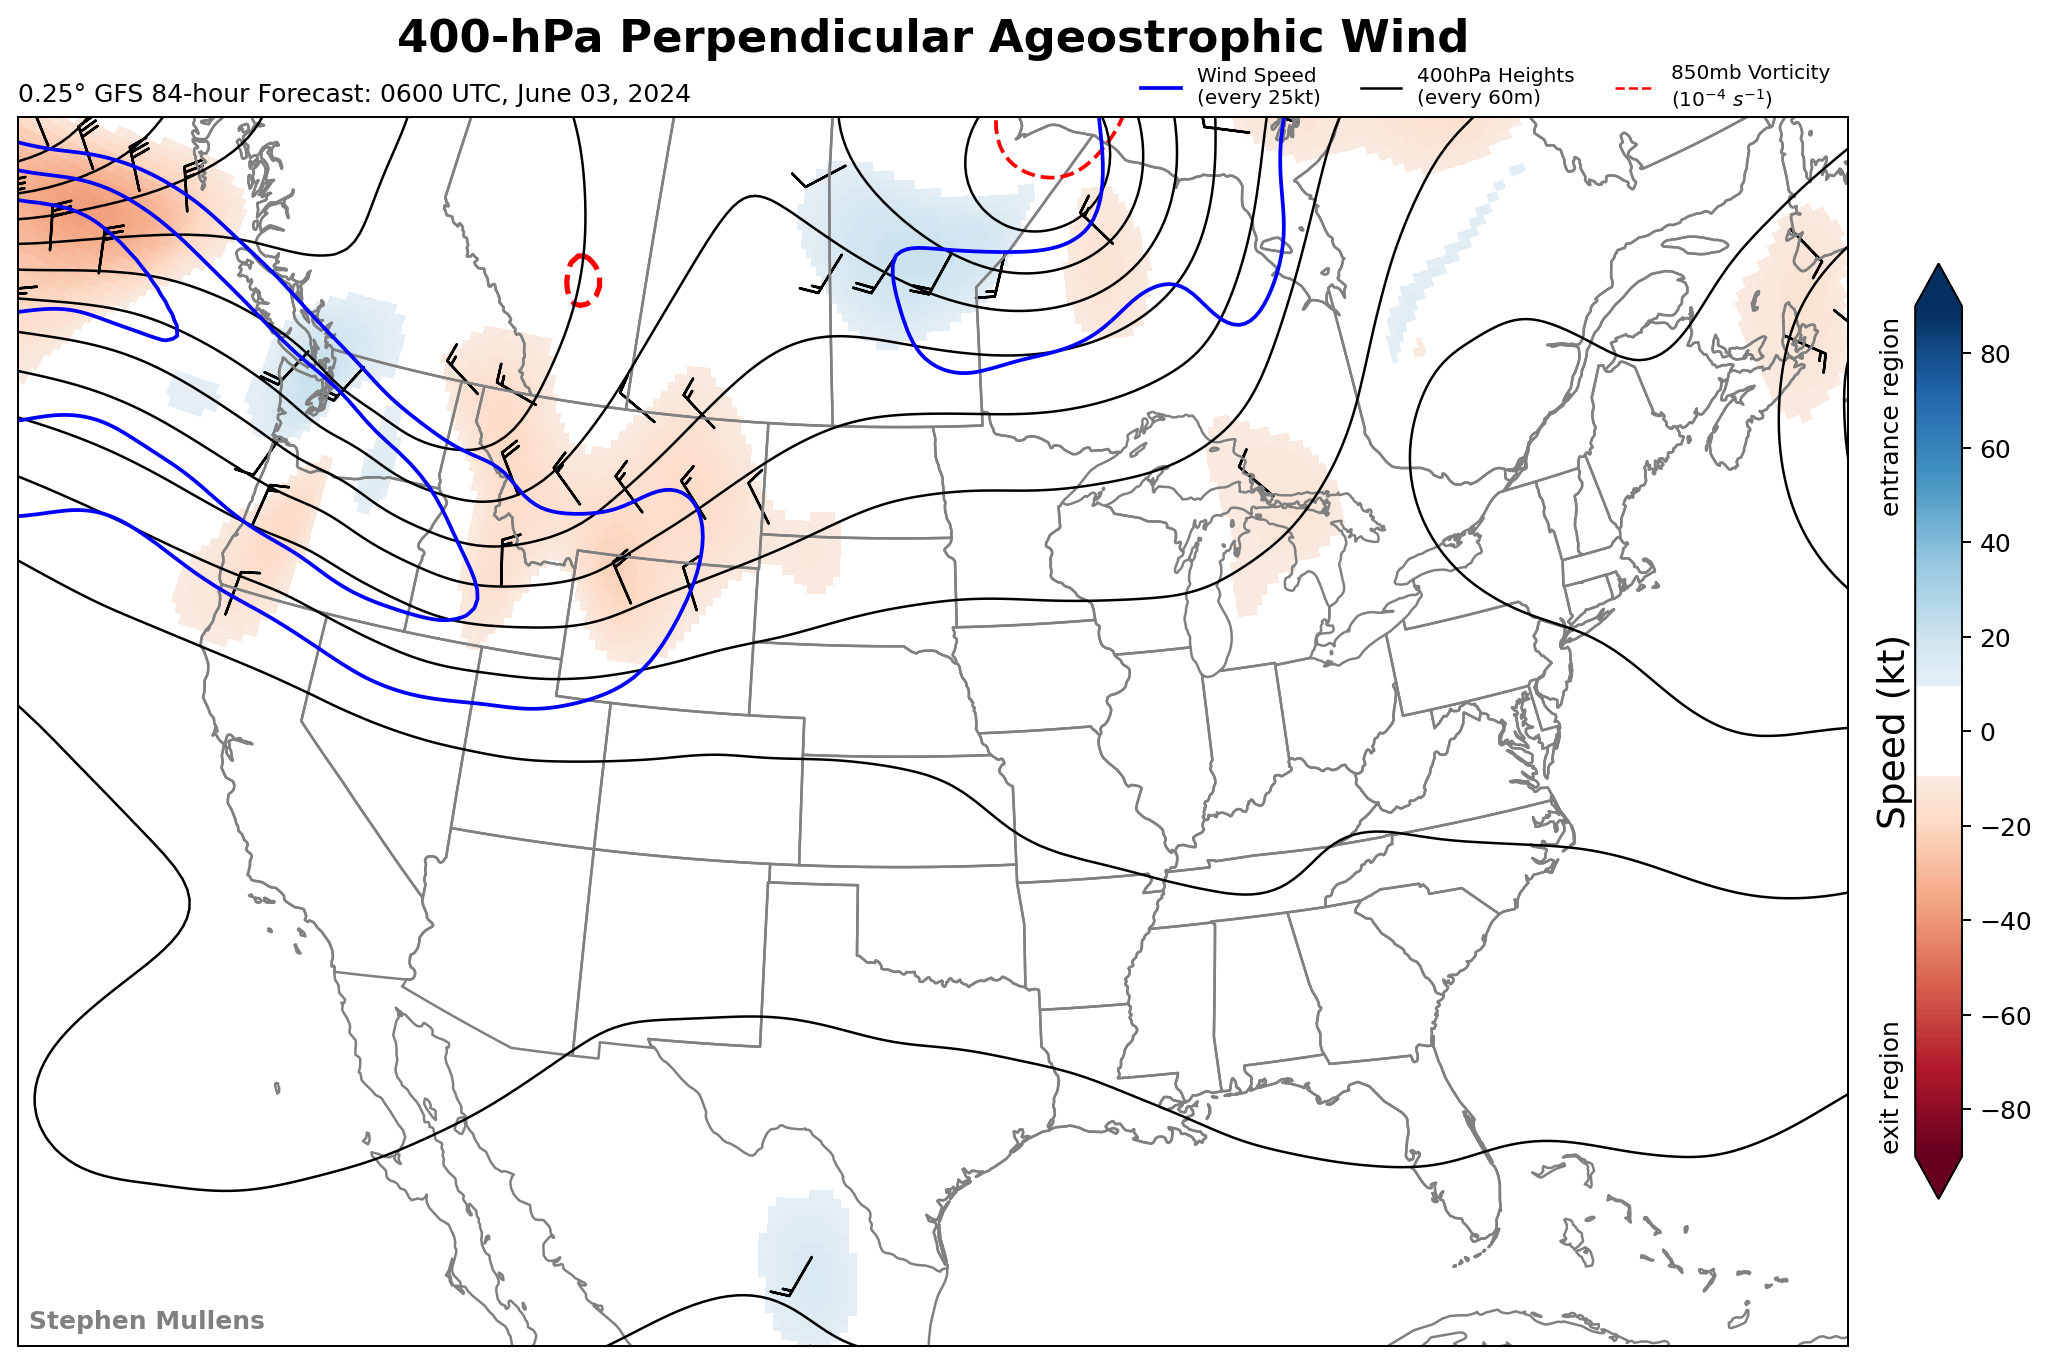 400-hPa Perpendicular Ageostrophic Wind
0.25° GFS 84-hour Forecast: 0600 UTC, June 03, 2024
Wind Speed
(every 25kt)
400hPa Heights
(every 60m)
850mb Vorticity
(10⁻⁴ s⁻¹)
entrance region
Speed (kt)
exit region
80
60
40
20
0
−20
−40
−60
−80
Stephen Mullens